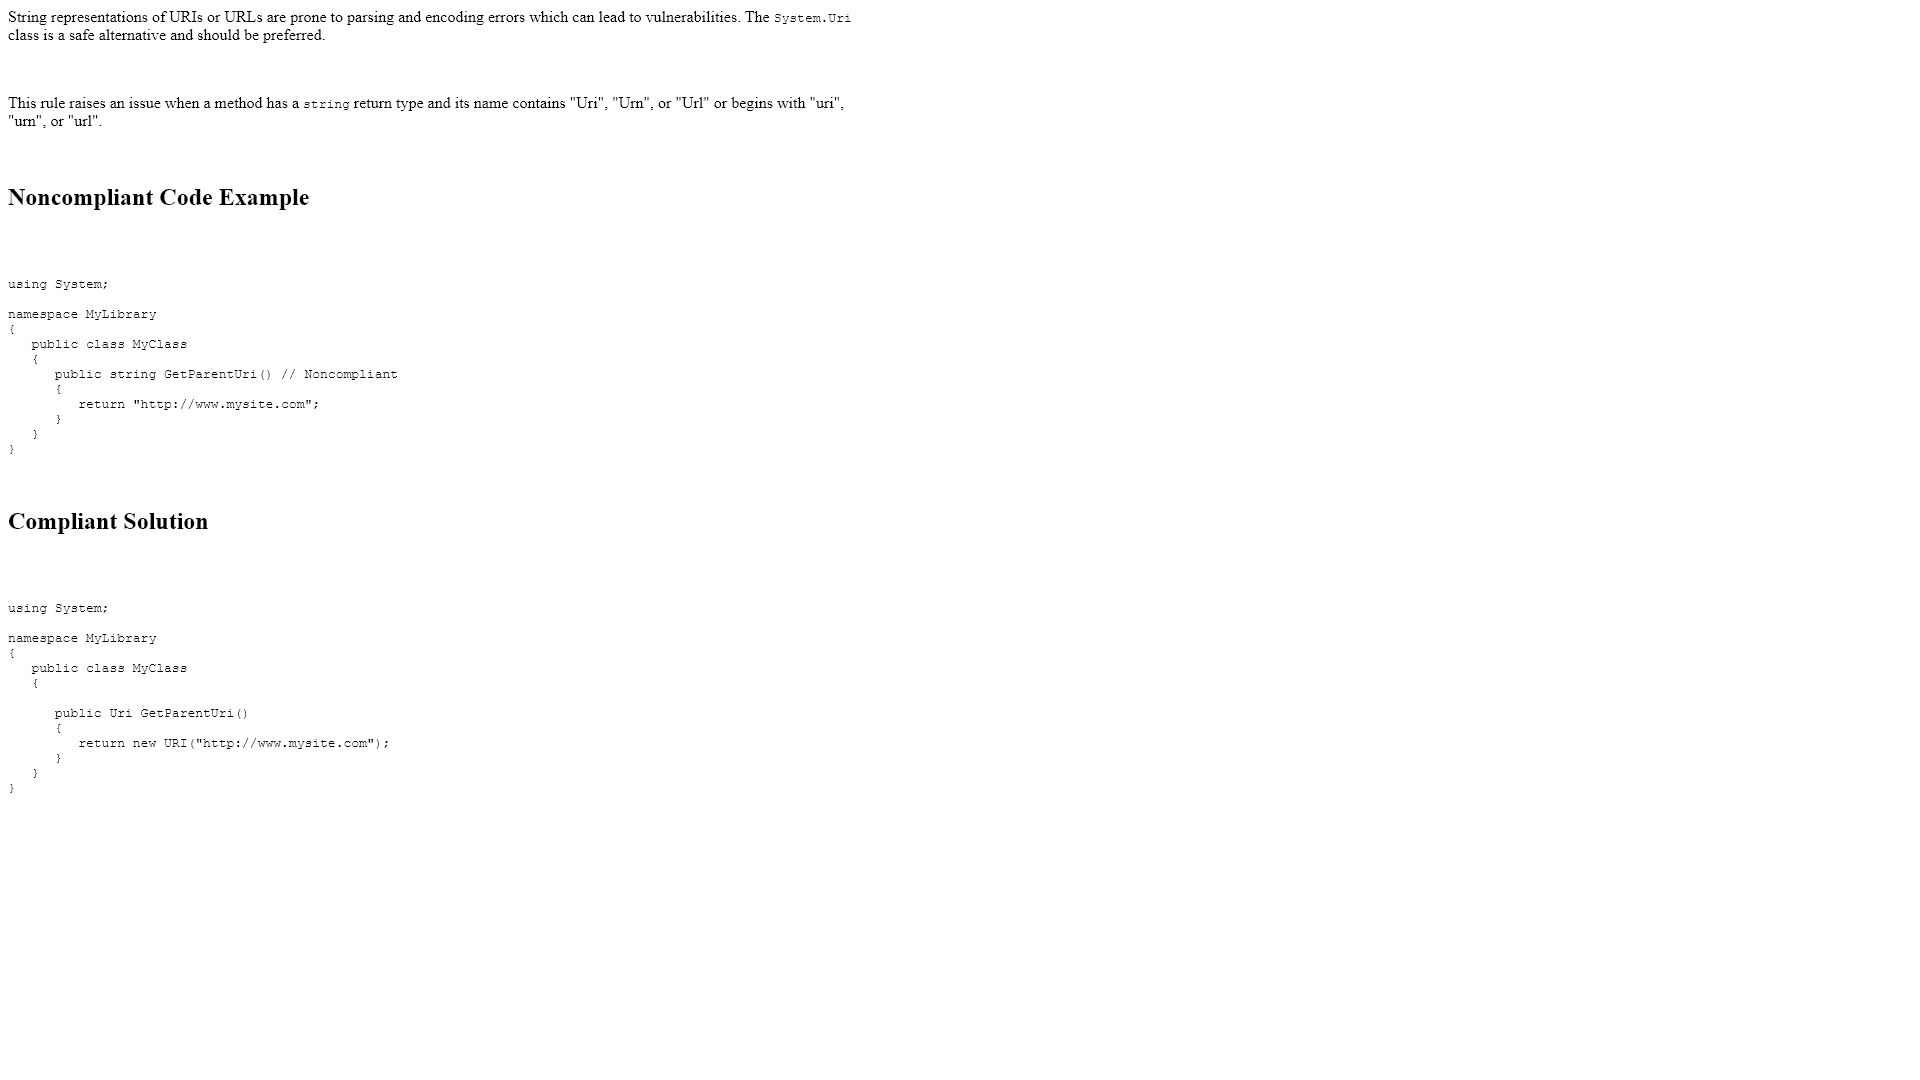 String representations of URIs or URLs are prone to parsing and encoding errors which can lead to vulnerabilities. The System.Uri
class is a safe alternative and should be preferred.
This rule raises an issue when a method has a string return type and its name contains "Uri", "Urn", or "Url" or begins with "uri",
"urn", or "url".
Noncompliant Code Example
using System;
namespace MyLibrary
{
   public class MyClass
   {
      public string GetParentUri() // Noncompliant
      {
         return "http://www.mysite.com";
      }
   }
}
Compliant Solution
using System;
namespace MyLibrary
{
   public class MyClass
   {
      public Uri GetParentUri()
      {
         return new URI("http://www.mysite.com");
      }
   }
}